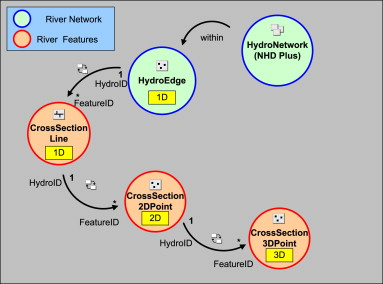 River Network
River Features
within
HydroNetwork
(NHD Plus)
HydroEdge
1D
1
HydroID
*
FeatureID
CrossSection
Line
1D
HydroID
1
*
FeatureID
CrossSection
2DPoint
2D
1
HydroID
*
FeatureID
CrossSection
3DPoint
3D